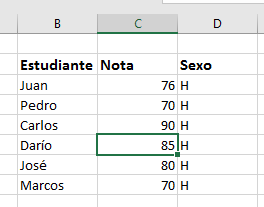 B C D
Estudiante Nota Sexo
Juan 76 H
Pedro 70 H
Carlos 90 H
Darío 85 H
José 80 H
Marcos 70 H